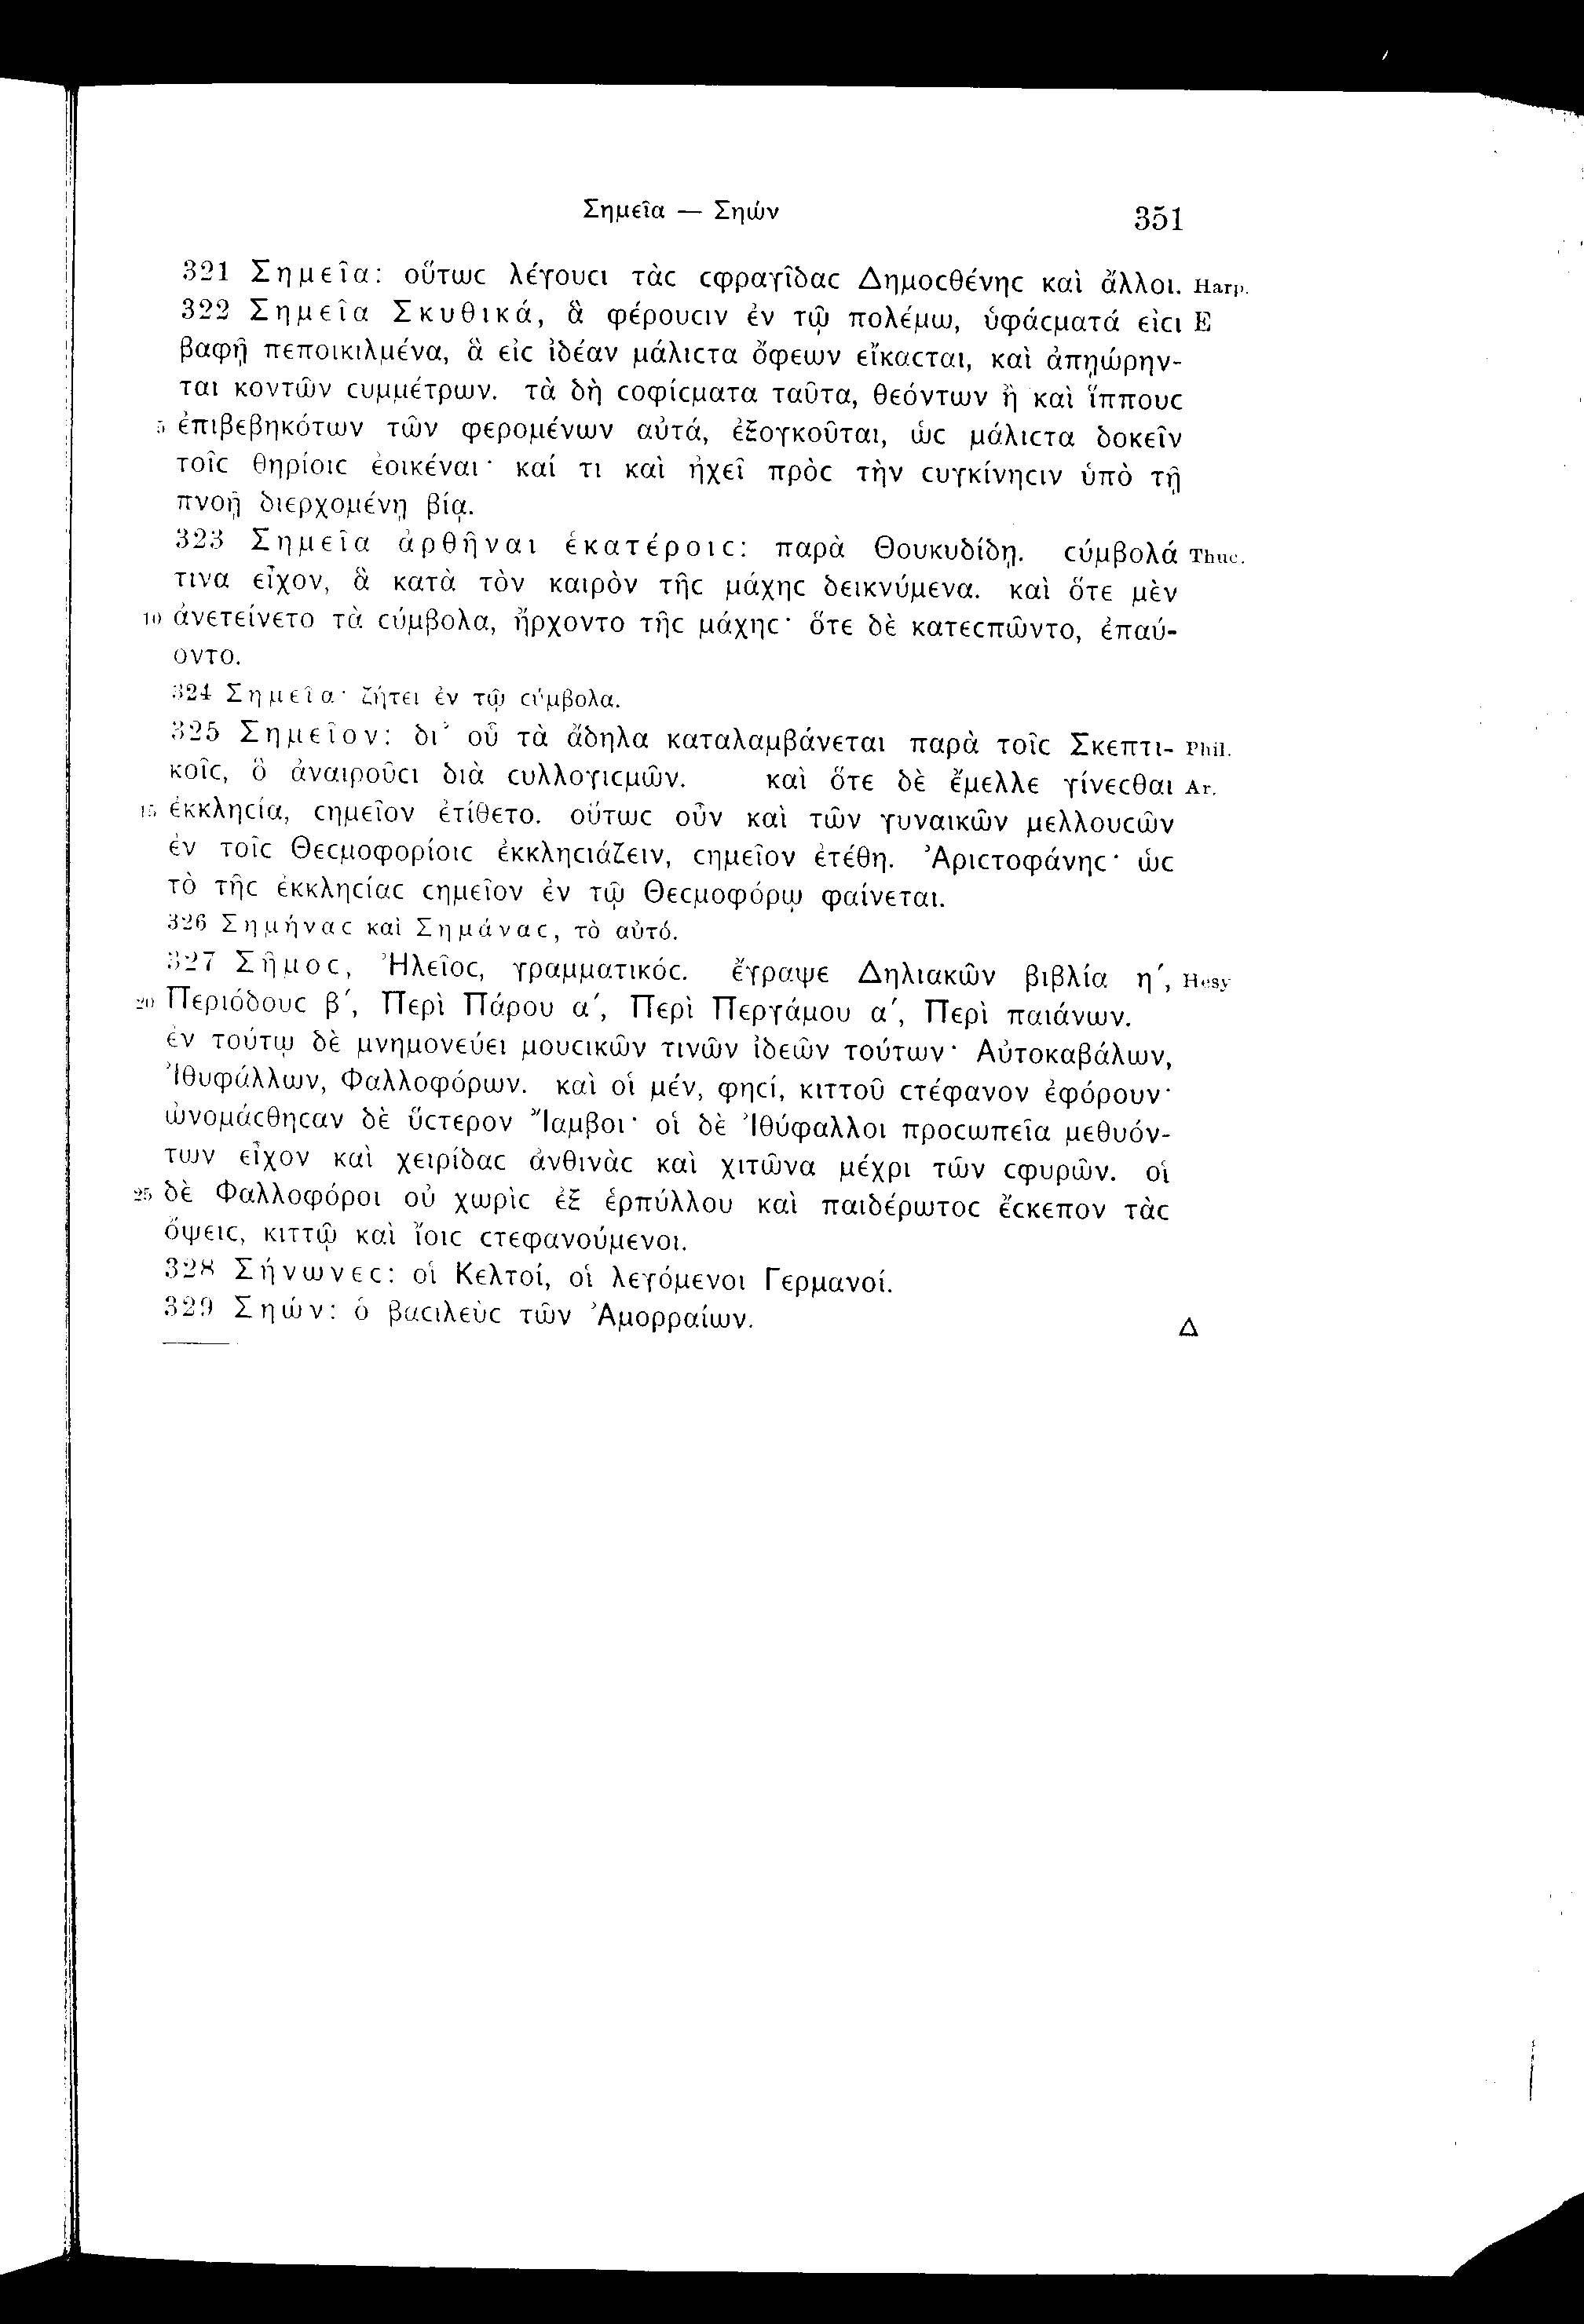 Σημεῖα — Σηών 351
321 Σημεῖα: οὕτωϲ λέγουϲι τὰϲ ϲφραγῖδαϲ Δημοϲθένηϲ καὶ ἄλλοι. Harp.
322 Σημεῖα Σκυθικά, ἃ φέρουϲιν ἐν τῷ πολέμω, ὑφάϲματά εἰϲι E
βαφῇ πεποικιλμένα, ἃ εἰϲ ἰδέαν μάλιϲτα ὄφεων εἴκαϲται, καὶ ἀπῃώρην-
ται κοντῶν ϲυμμέτρων. τὰ δὴ ϲοφίϲματα ταῦτα, θεόντων ἢ καὶ ἵππουϲ
5 ἐπιβεβηκότων τῶν φερομένων αὐτά, ἐξογκοῦται, ὡϲ μάλιϲτα δοκεῖν
τοῖϲ θηρίοιϲ ἐοικέναι· καί τι καὶ ἠχεῖ πρὸϲ τὴν ϲυγκίνηϲιν ὑπὸ τῇ
πνοῇ διερχομένῃ βίᾳ.
323 Σημεῖα ἀρθῆναι ἑκατέροιϲ: παρὰ Θουκυδίδῃ. ϲύμβολά Thuc.
τινα εἶχον, ἃ κατὰ τὸν καιρὸν τῆϲ μάχηϲ δεικνύμενα. καὶ ὅτε μὲν
10 ἀνετείνετο τὰ ϲύμβολα, ἤρχοντο τῆϲ μάχηϲ· ὅτε δὲ κατεϲπῶντο, ἐπαύ-
οντο.
324 Σημεῖα· ζήτει ἐν τῷ ϲύμβολα.
325 Σημεῖον: δι᾽ οὗ τὰ ἄδηλα καταλαμβάνεται παρὰ τοῖϲ Σκεπτι- Phil.
κοῖϲ, ὃ ἀναιροῦϲι διὰ ϲυλλογιϲμῶν. καὶ ὅτε δὲ ἔμελλε γίνεϲθαι Ar.
15 ἐκκληϲία, ϲημεῖον ἐτίθετο. οὕτωϲ οὖν καὶ τῶν γυναικῶν μελλουϲῶν
ἐν τοῖϲ Θεϲμοφορίοιϲ ἐκκληϲιάζειν, ϲημεῖον ἐτέθη. Ἀριϲτοφάνηϲ· ὡϲ
τὸ τῆϲ ἐκκληϲίαϲ ϲημεῖον ἐν τῷ Θεϲμοφόρῳ φαίνεται.
326 Σημήναϲ καὶ Σημάναϲ, τὸ αὐτό.
327 Σῆμοϲ, Ἠλεῖοϲ, γραμματικόϲ. ἔγραψε Δηλιακῶν βιβλία η΄, Hesy
20 Περιόδουϲ β΄, Περὶ Πάρου α΄, Περὶ Περγάμου α΄, Περὶ παιάνων.
ἐν τούτῳ δὲ μνημονεύει μουϲικῶν τινῶν ἰδεῶν τούτων· Αὐτοκαβάλων,
Ἰθυφάλλων, Φαλλοφόρων. καὶ οἱ μέν, φηϲί, κιττοῦ ϲτέφανον ἐφόρουν·
ὠνομάϲθηϲαν δὲ ὕϲτερον Ἴαμβοι· οἱ δὲ Ἰθύφαλλοι προϲωπεῖα μεθυόν-
των εἶχον καὶ χειρίδαϲ ἀνθινὰϲ καὶ χιτῶνα μέχρι τῶν ϲφυρῶν. οἱ
25 δὲ Φαλλοφόροι οὐ χωρὶϲ ἐξ ἑρπύλλου καὶ παιδέρωτοϲ ἔϲκεπον τὰϲ
ὄψειϲ, κιττῷ καὶ ἴοιϲ ϲτεφανούμενοι.
328 Σήνωνεϲ: οἱ Κελτοί, οἱ λεγόμενοι Γερμανοί.
329 Σηών: ὁ βαϲιλεὺϲ τῶν Ἀμορραίων. Δ